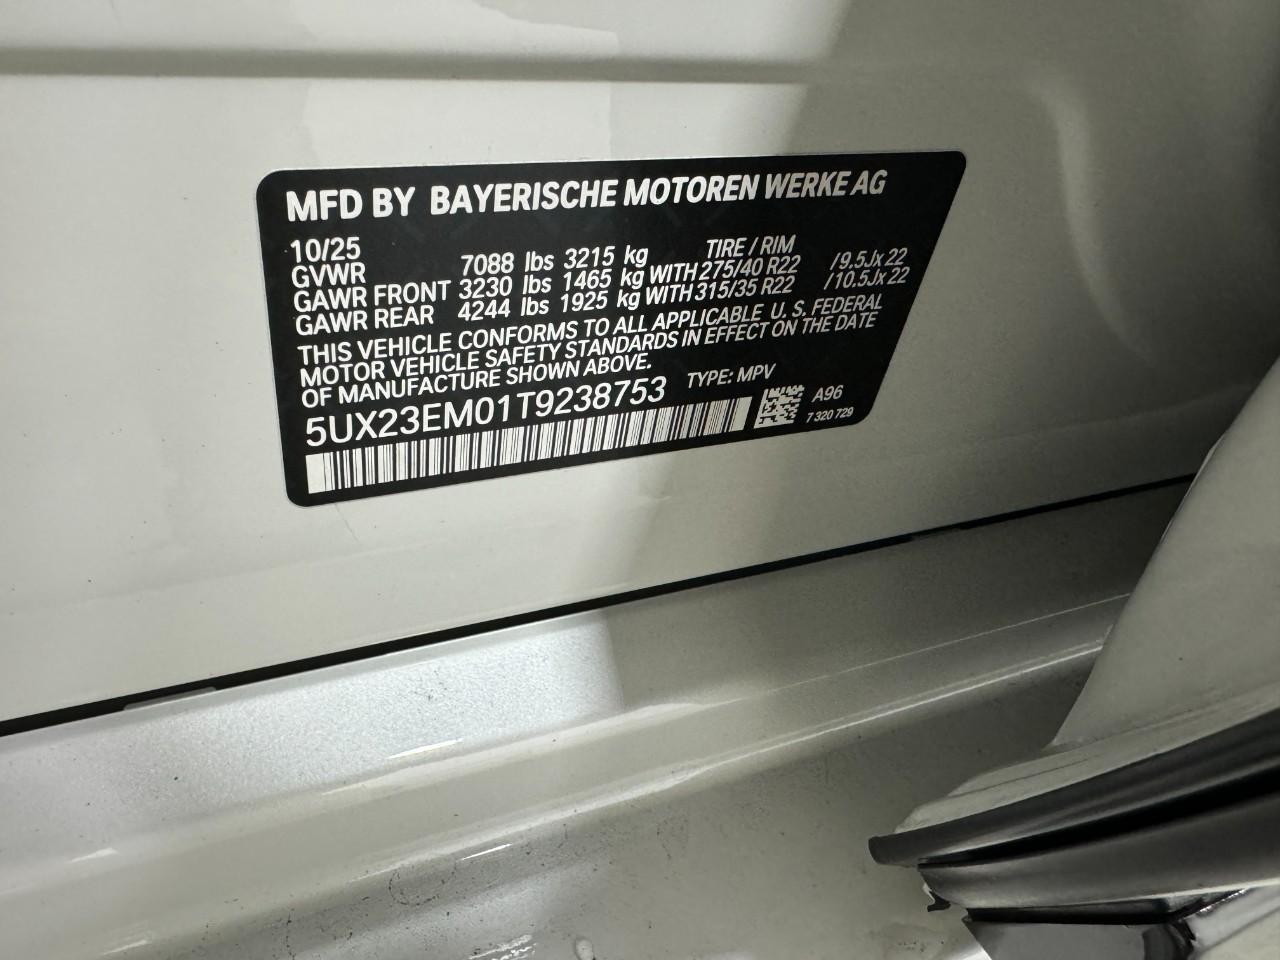 MFD BY BAYERISCHE MOTOREN WERKE AG
10/25 TIRE / RIM
GVWR 7088 lbs 3215 kg
GAWR FRONT 3230 lbs 1465 kg WITH 275/40 R22 /9.5Jx22
GAWR REAR 4244 lbs 1925 kg WITH 315/35 R22 /10.5Jx22
THIS VEHICLE CONFORMS TO ALL APPLICABLE U. S. FEDERAL
MOTOR VEHICLE SAFETY STANDARDS IN EFFECT ON THE DATE
OF MANUFACTURE SHOWN ABOVE.
5UX23EM01T9238753 TYPE: MPV
A96
7 320 729